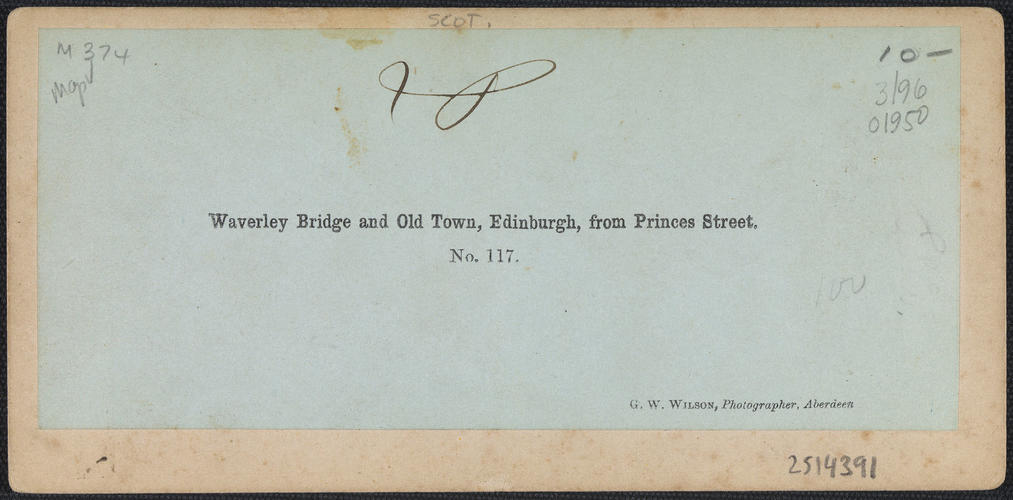 SCOT.
M 374
Map
10-
3/96
01950
Waverley Bridge and Old Town, Edinburgh, from Princes Street.
No. 117.
100
G. W. Wilson, Photographer, Aberdeen
2514391